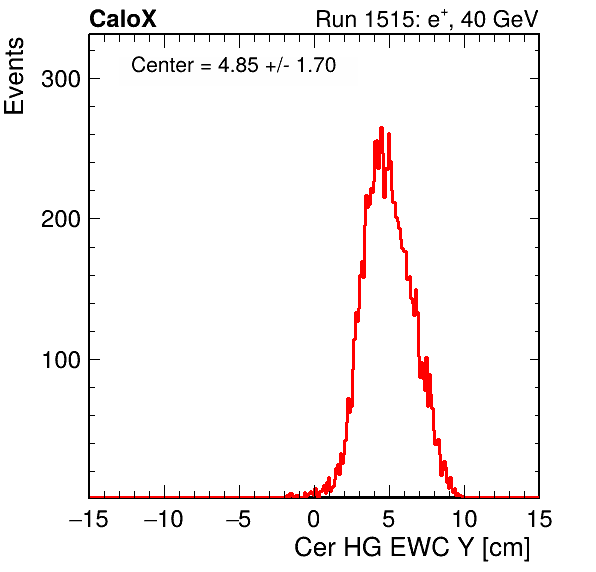 CaloX Run 1515: e⁺, 40 GeV
Center = 4.85 +/- 1.70
Events
300
200
100
−15 −10 −5 0 5 10 15
Cer HG EWC Y [cm]